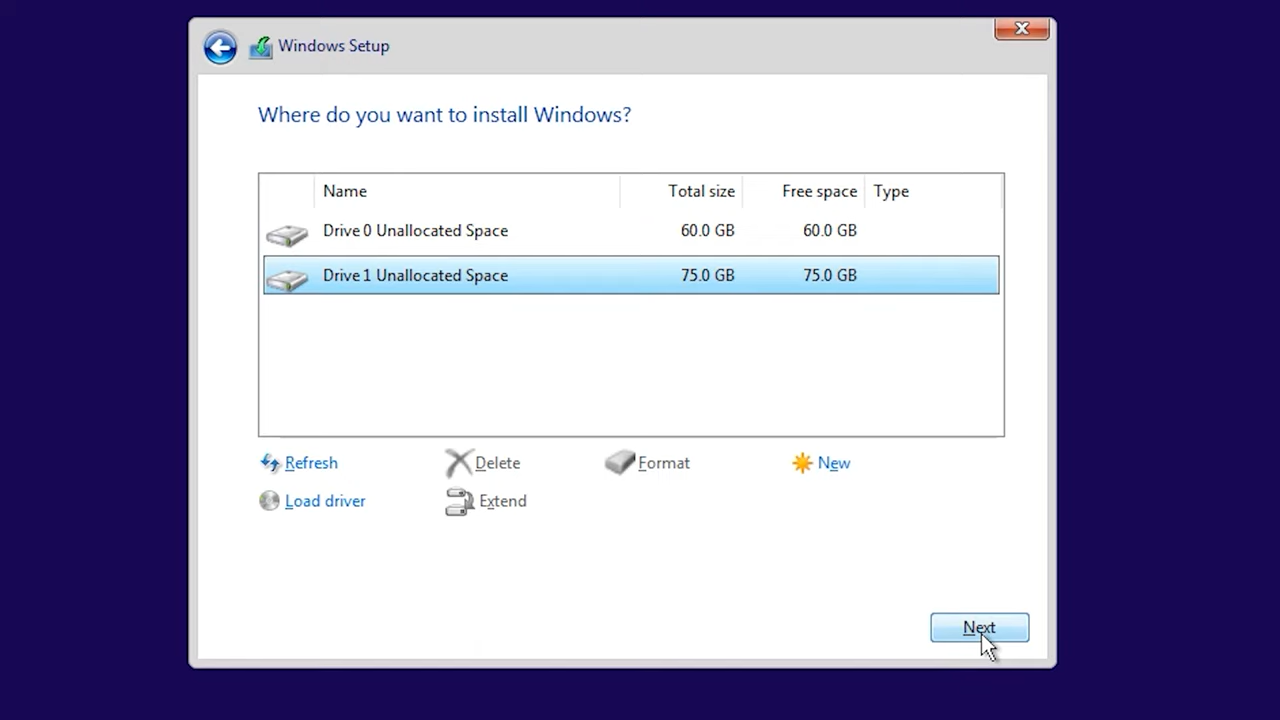 Windows Setup
Where do you want to install Windows?
Name Total size Free space Type
Drive 0 Unallocated Space 60.0 GB 60.0 GB
Drive 1 Unallocated Space 75.0 GB 75.0 GB
Refresh Delete Format New
Load driver Extend
Next